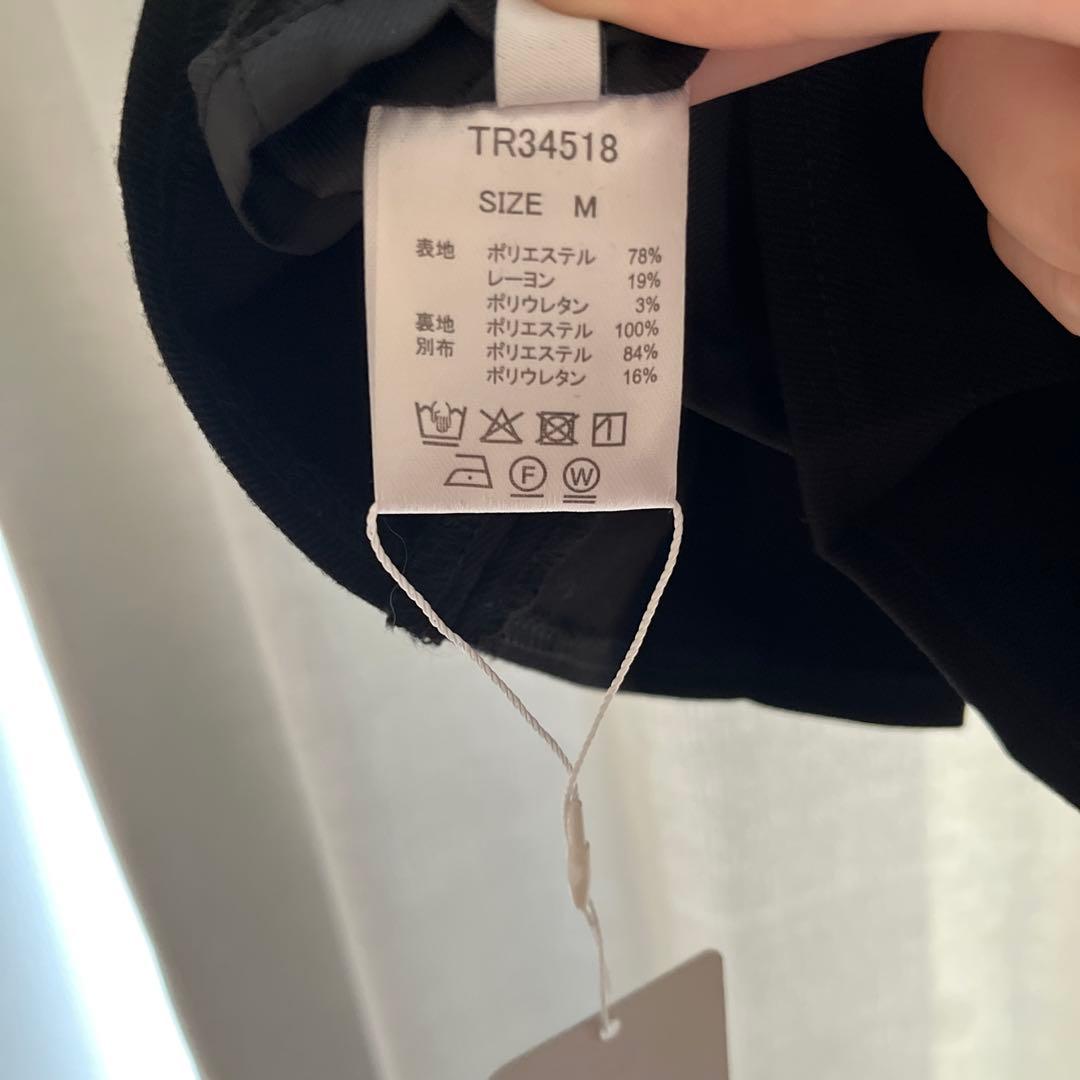 TR34518
SIZE M
表地 ポリエステル 78%
レーヨン 19%
ポリウレタン 3%
裏地 ポリエステル 100%
別布 ポリエステル 84%
ポリウレタン 16%
F W